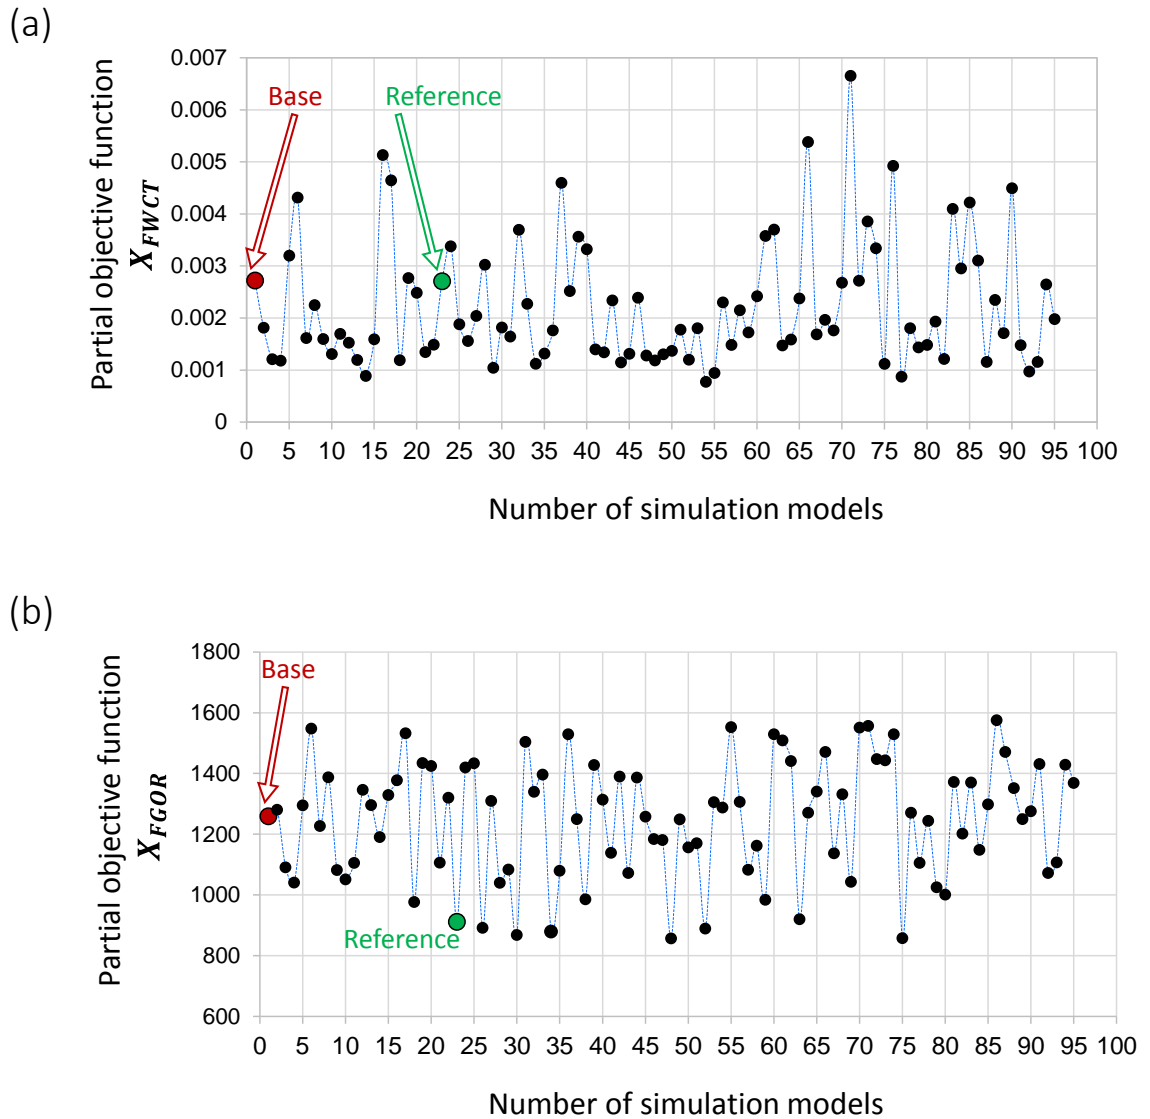 (a)
Partial objective function
X_FWCT
0.007
0.006
0.005
0.004
0.003
0.002
0.001
0
Base
Reference
0 5 10 15 20 25 30 35 40 45 50 55 60 65 70 75 80 85 90 95 100
Number of simulation models
(b)
Partial objective function
X_FGOR
1800
1600
1400
1200
1000
800
600
Base
Reference
0 5 10 15 20 23 30 35 30 40 45 50 55 60 65 70 75 80 85 90 95 100
Number of simulation models